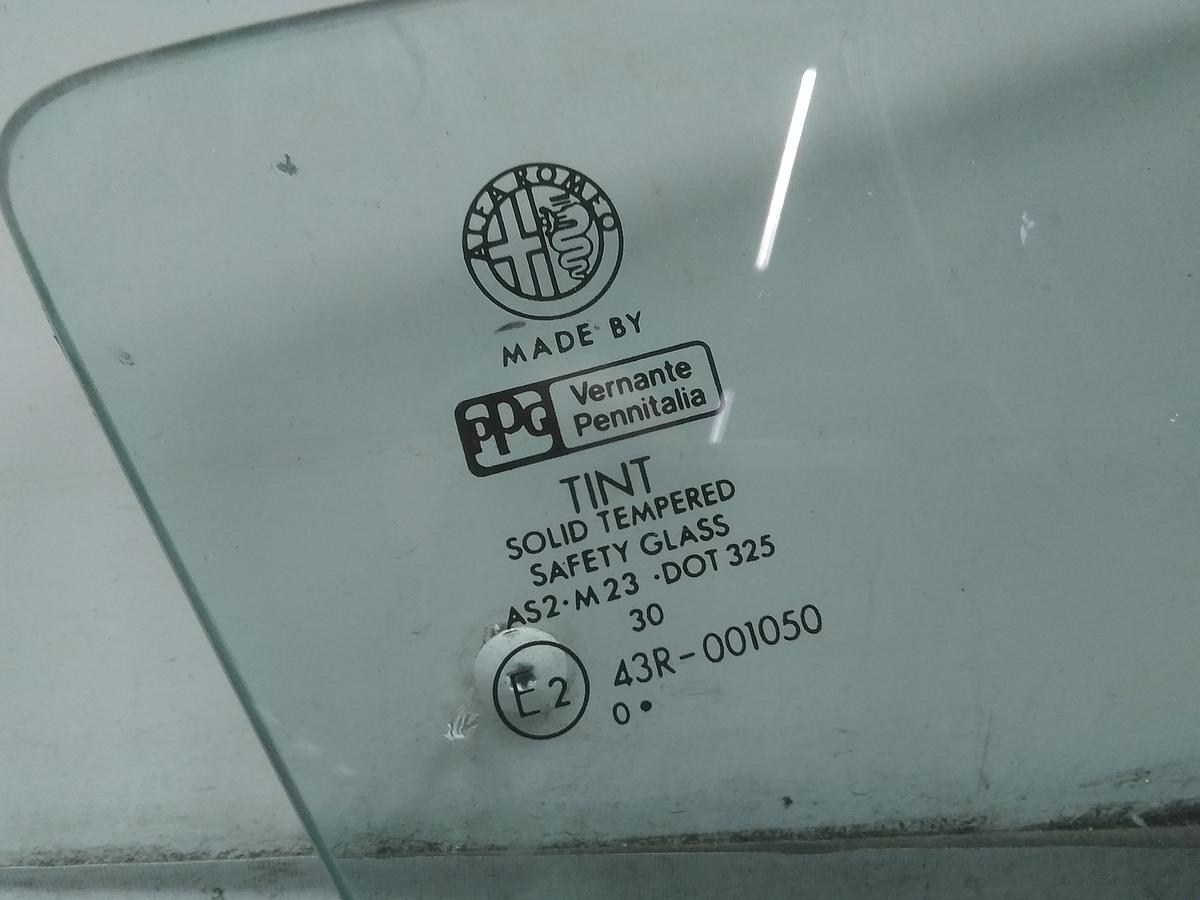 ALFA ROMEO
MADE BY
PPG
Vernante
Pennitalia
TINT
SOLID TEMPERED
SAFETY GLASS
AS2·M23 ·DOT 325
30
E2 43R-001050
0•